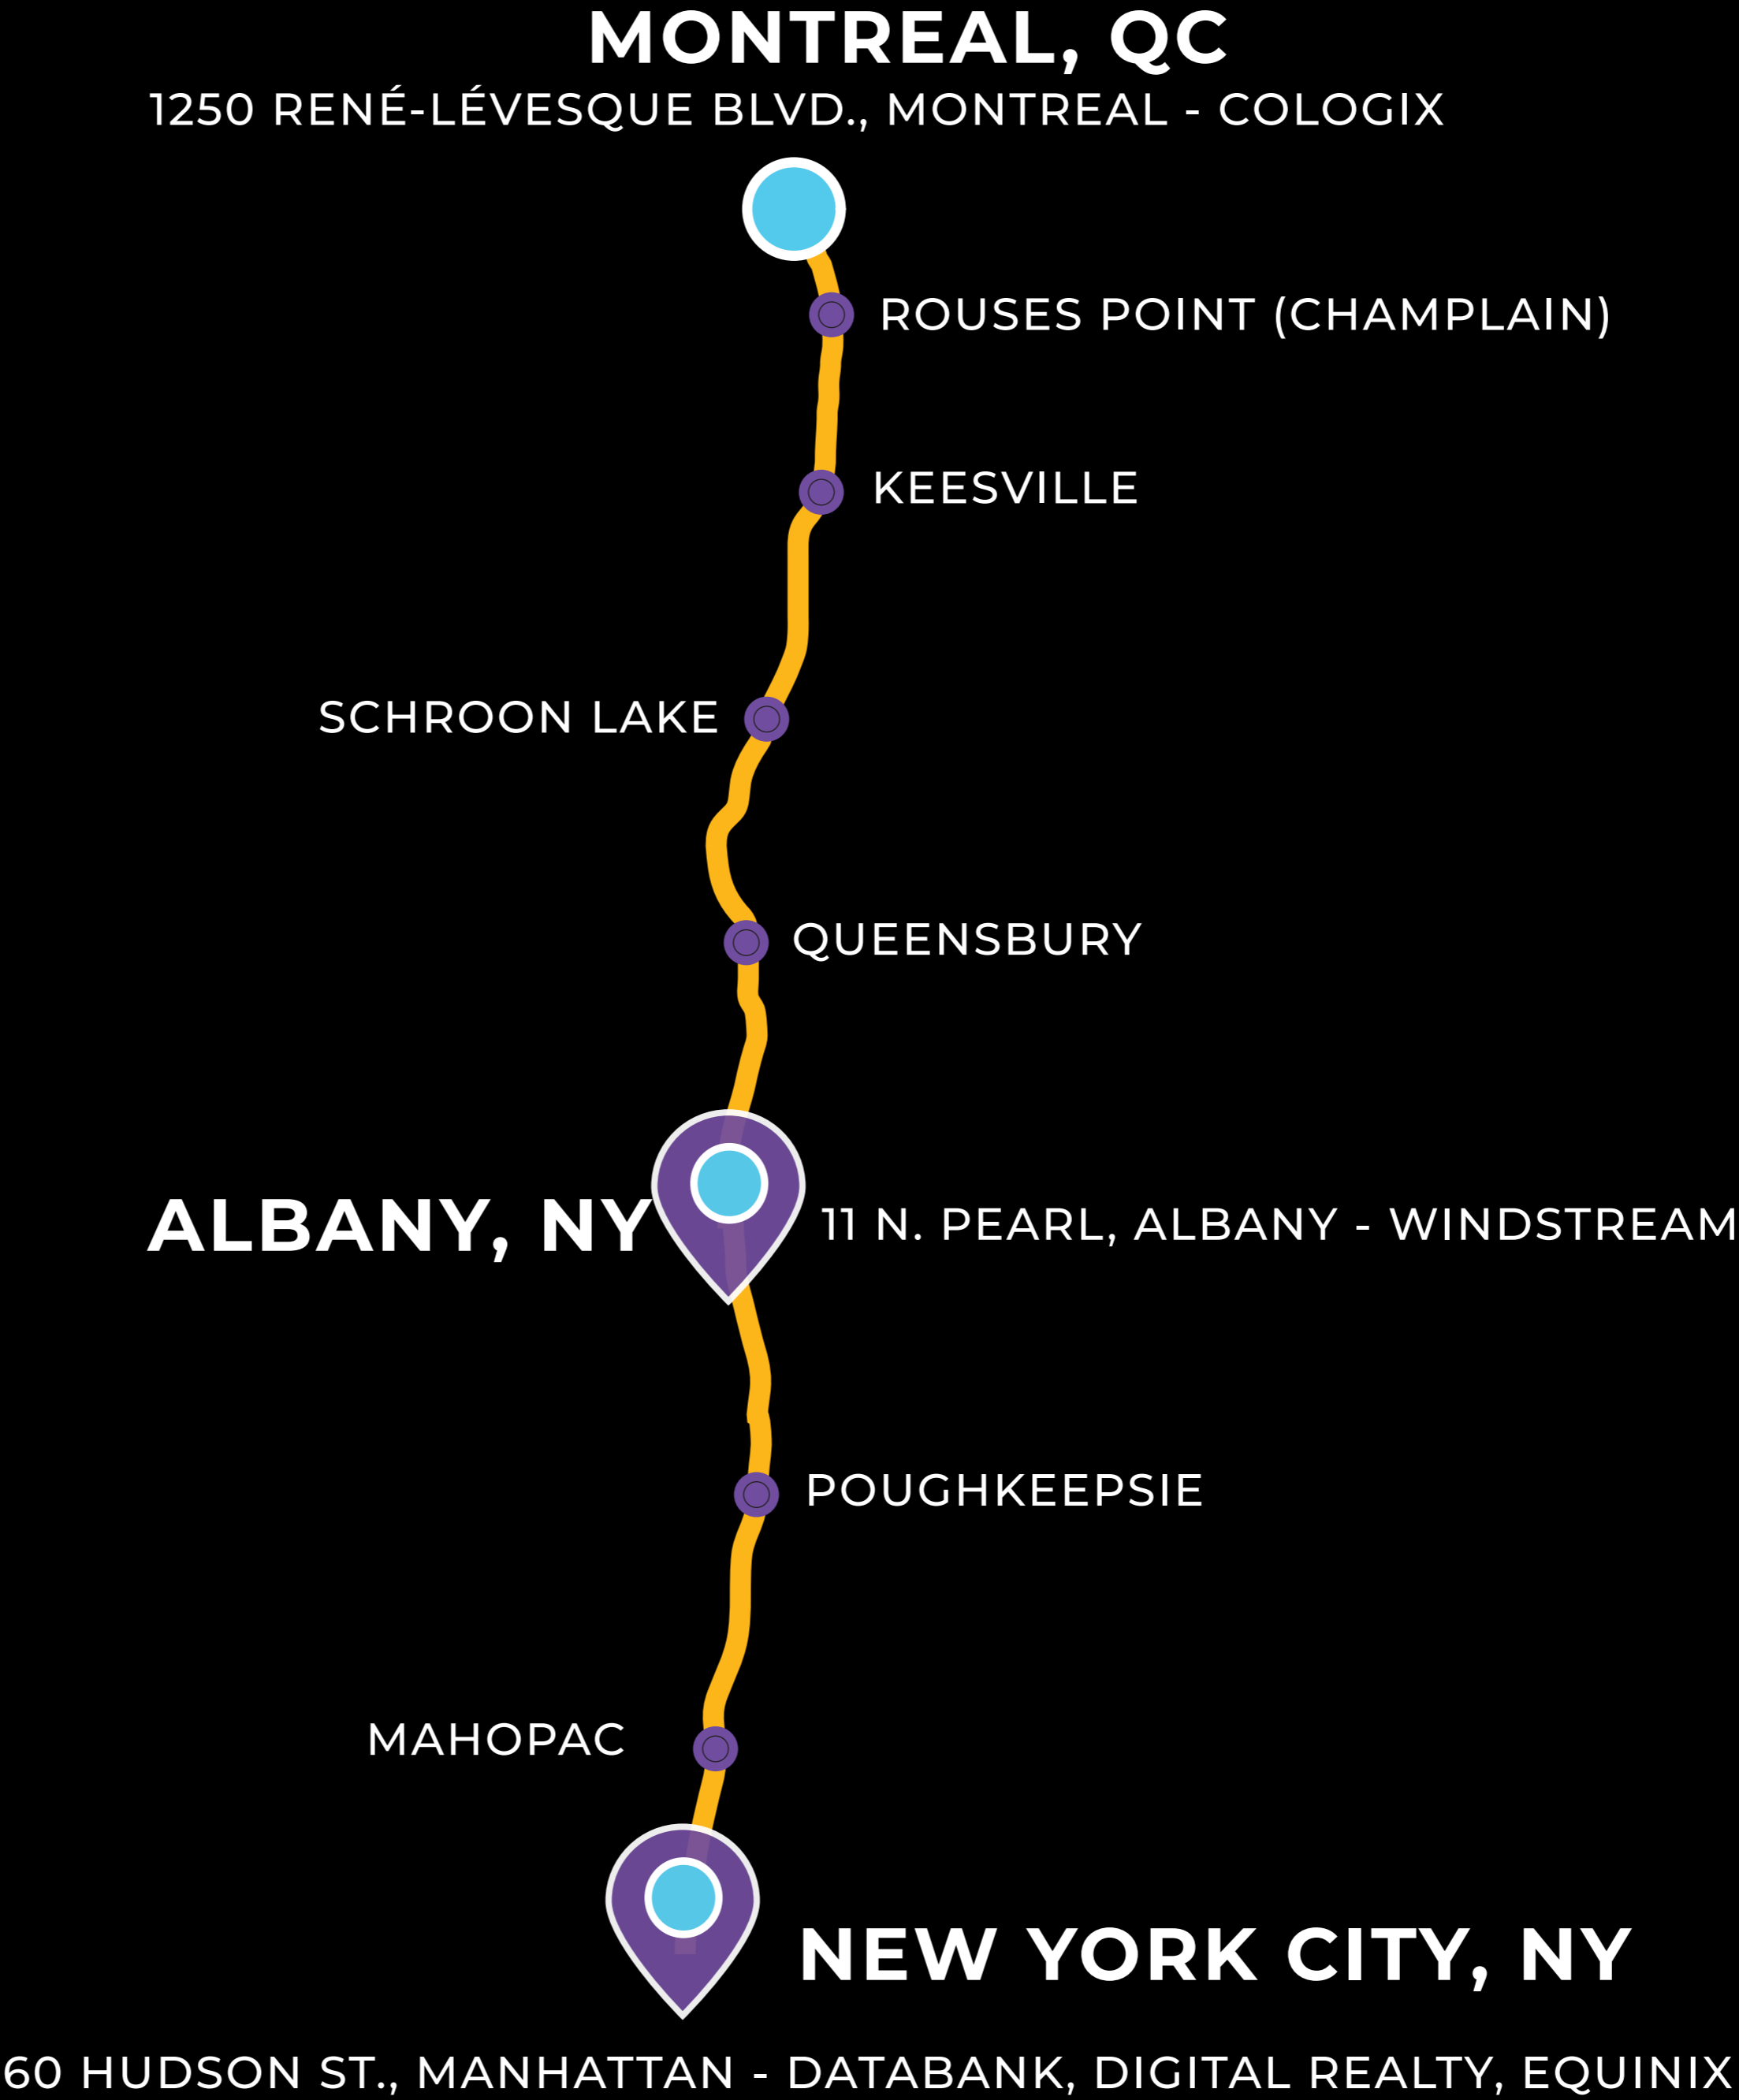 MONTREAL, QC
1250 RENÉ-LÉVESQUE BLVD., MONTREAL - COLOGIX
ROUSES POINT (CHAMPLAIN)
KEESVILLE
SCHROON LAKE
QUEENSBURY
ALBANY, NY
11 N. PEARL, ALBANY - WINDSTREAM
POUGHKEEPSIE
MAHOPAC
NEW YORK CITY, NY
60 HUDSON ST., MANHATTAN - DATABANK, DIGITAL REALTY, EQUINIX